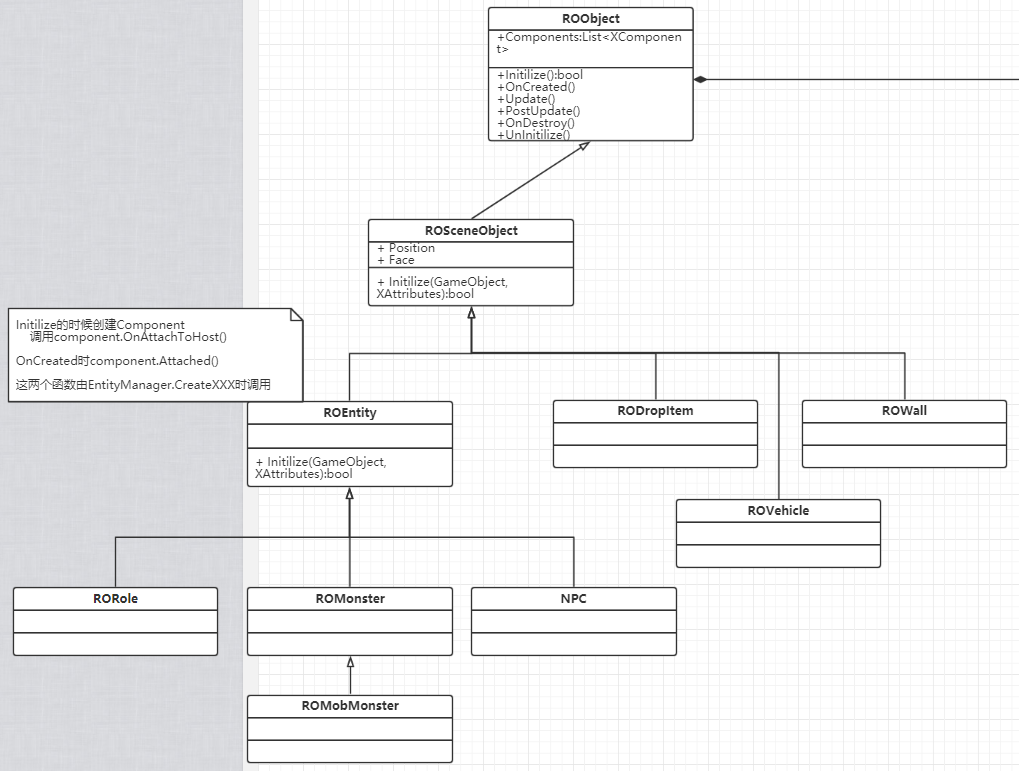 ROObject
+Components:List<XComponen
t>
+Initilize():bool
+OnCreated()
+Update()
+PostUpdate()
+OnDestroy()
+UnInitilize()
ROSceneObject
+ Position
+ Face
+ Initilize(GameObject,
XAttributes):bool
Initilize的时候创建Component
调用component.OnAttachToHost()
OnCreated时component.Attached()
这两个函数由EntityManager.CreateXXX时调用
ROEntity
+ Initilize(GameObject,
XAttributes):bool
RODropItem
ROWall
ROVehicle
RORole
ROMonster
NPC
ROMobMonster